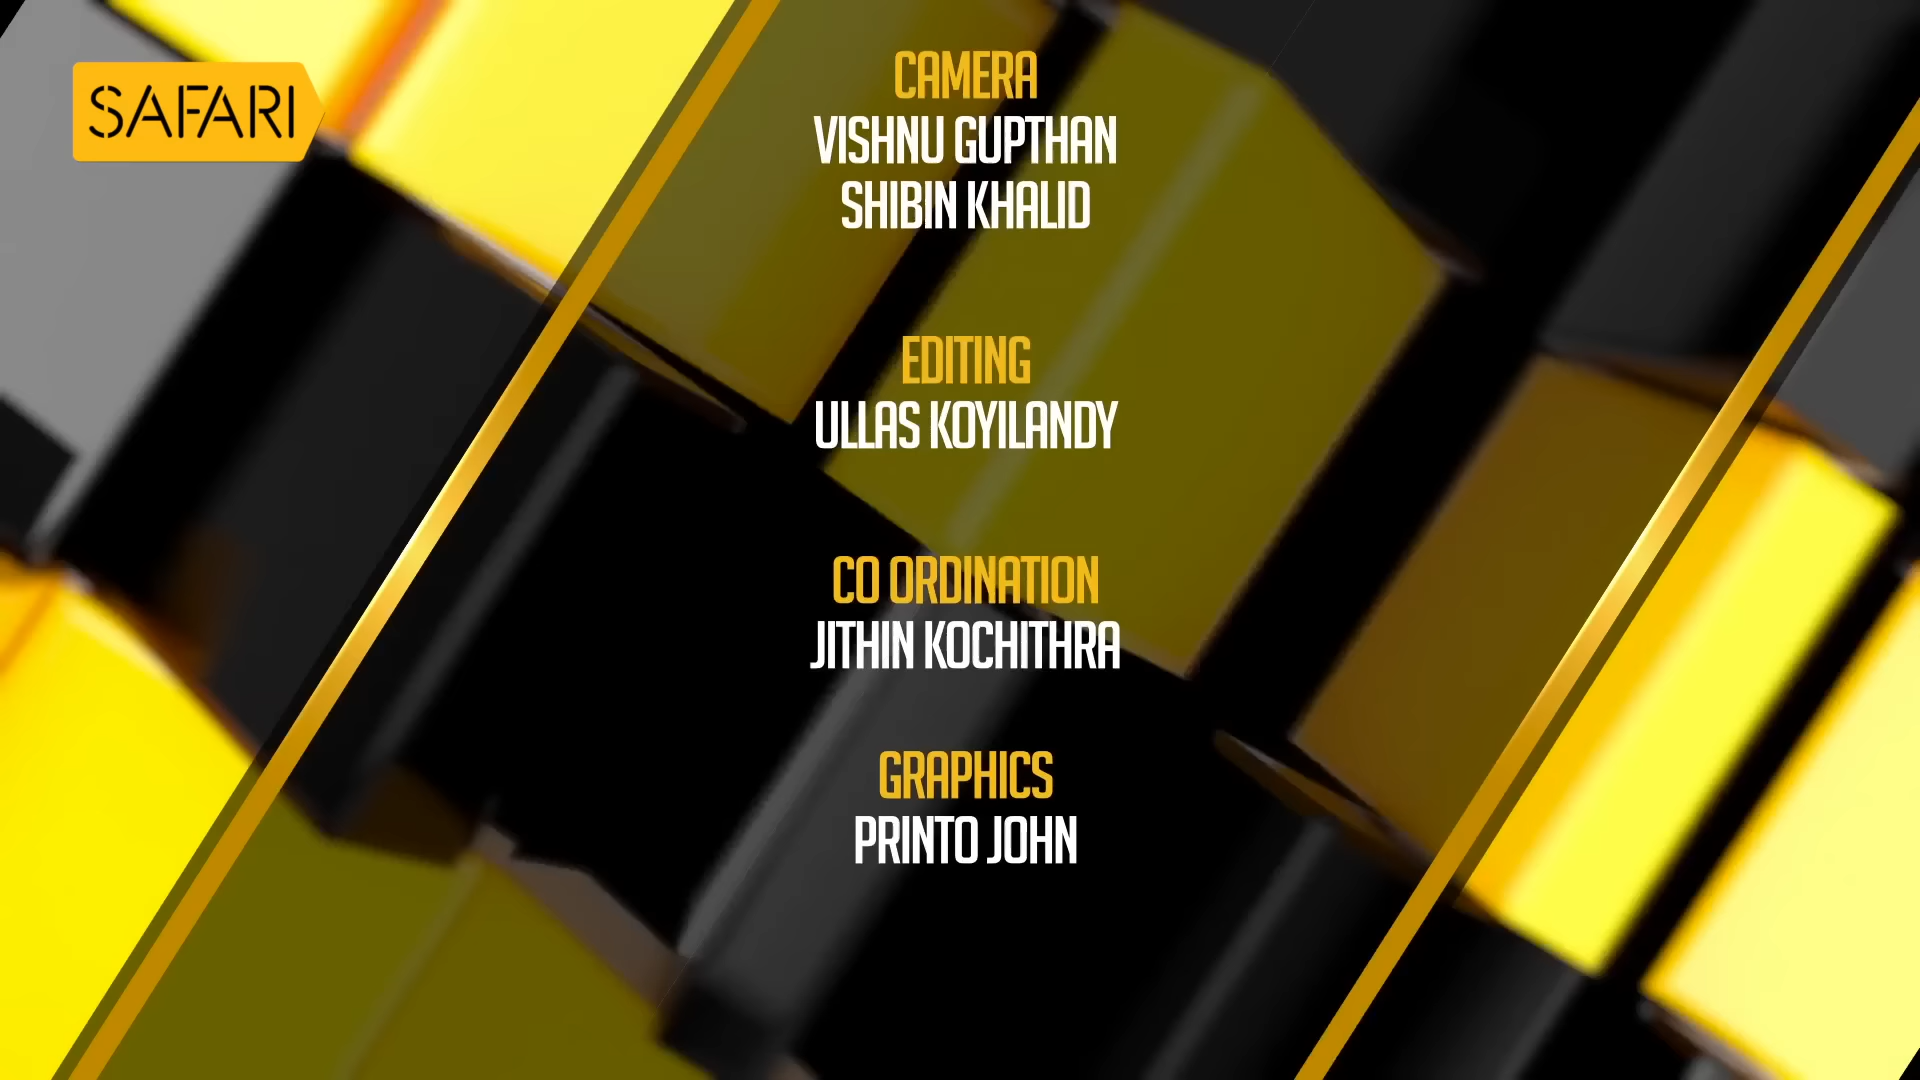 SAFARI
CAMERA
VISHNU GUPTHAN
SHIBIN KHALID
EDITING
ULLAS KOYILANDY
CO ORDINATION
JITHIN KOCHITHRA
GRAPHICS
PRINTO JOHN